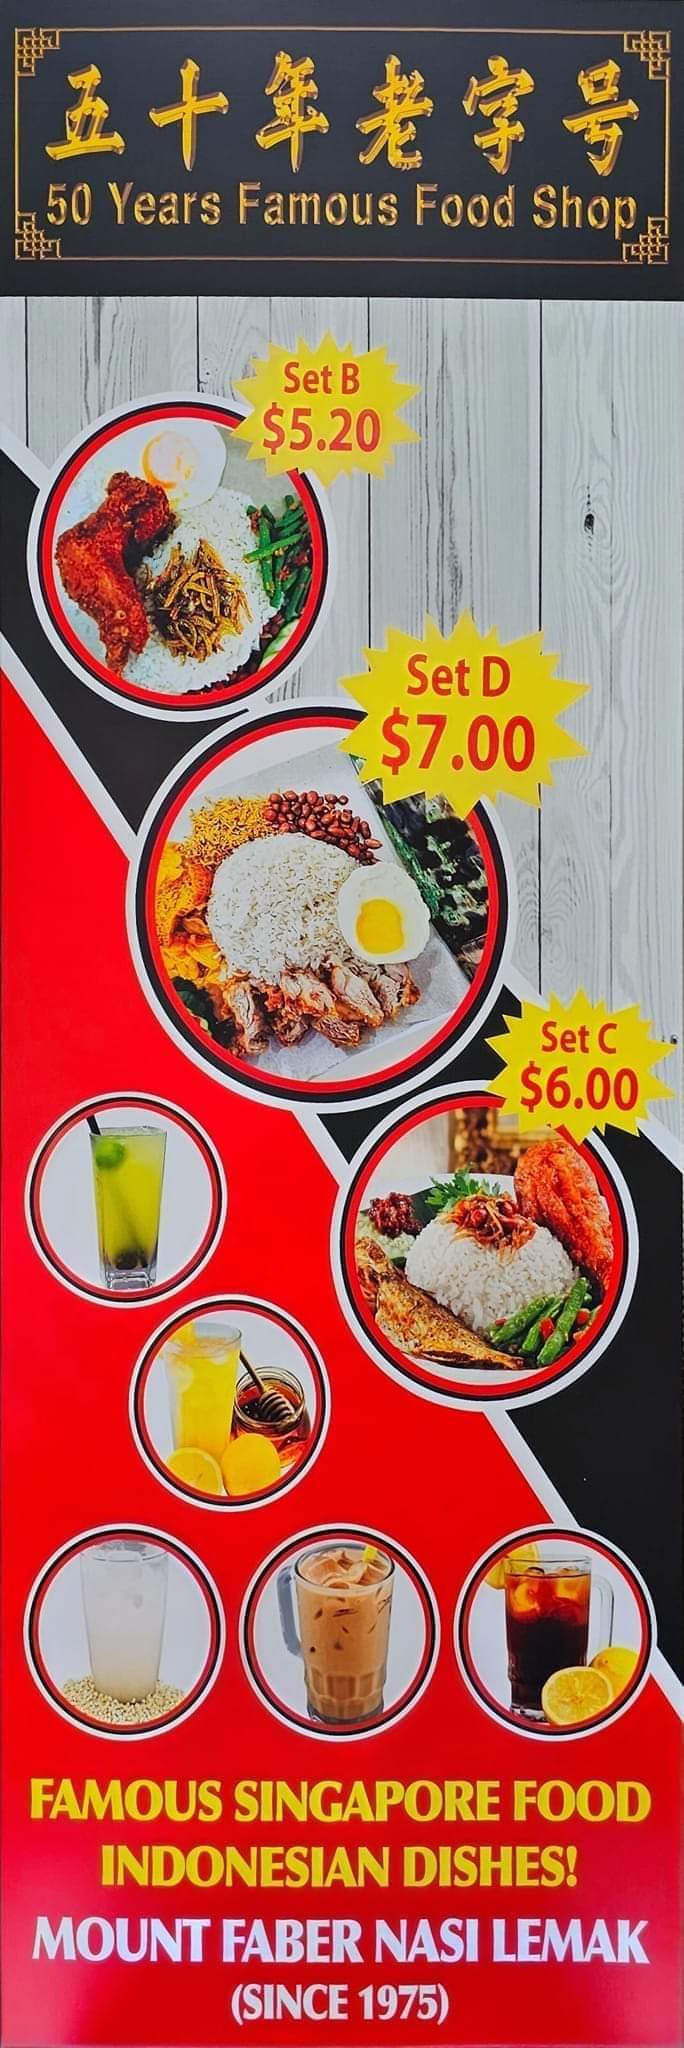 五十年老字号
50 Years Famous Food Shop
Set B
$5.20
Set D
$7.00
Set C
$6.00
FAMOUS SINGAPORE FOOD
INDONESIAN DISHES!
MOUNT FABER NASI LEMAK
(SINCE 1975)